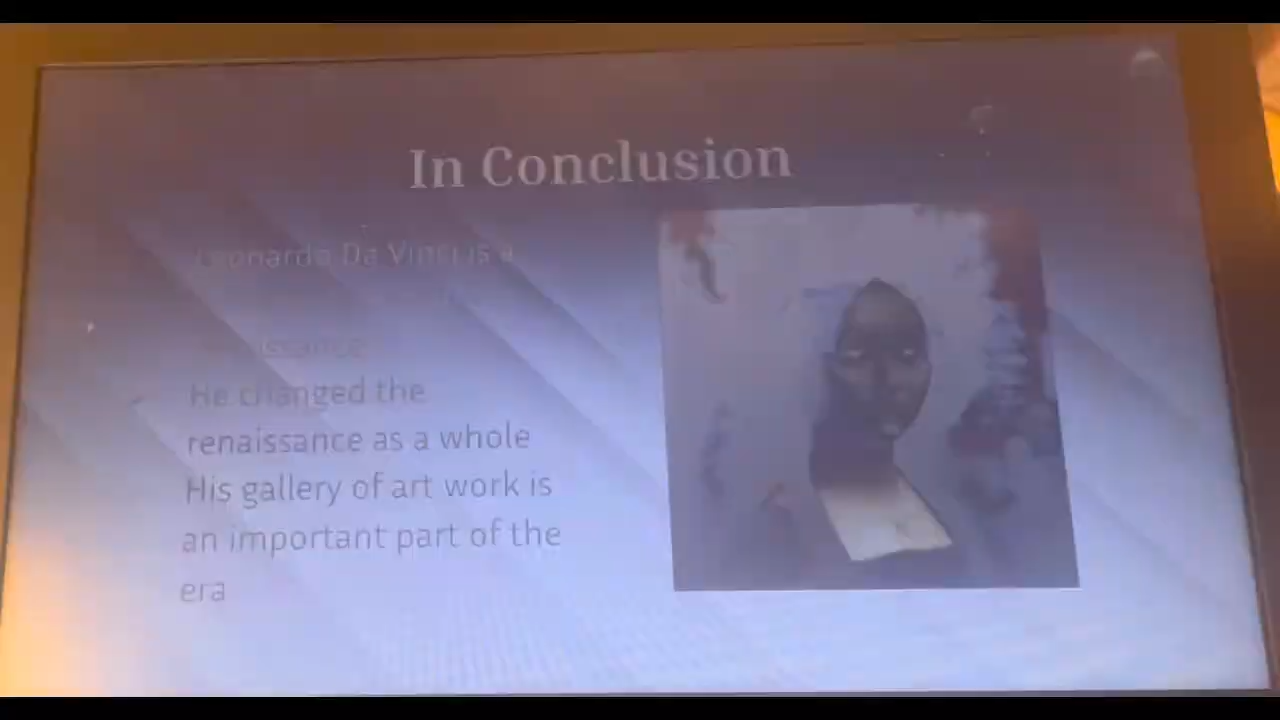 In Conclusion
Leonardo Da Vinci is a
He changed the
renaissance as a whole
His gallery of art work is
an important part of the
era